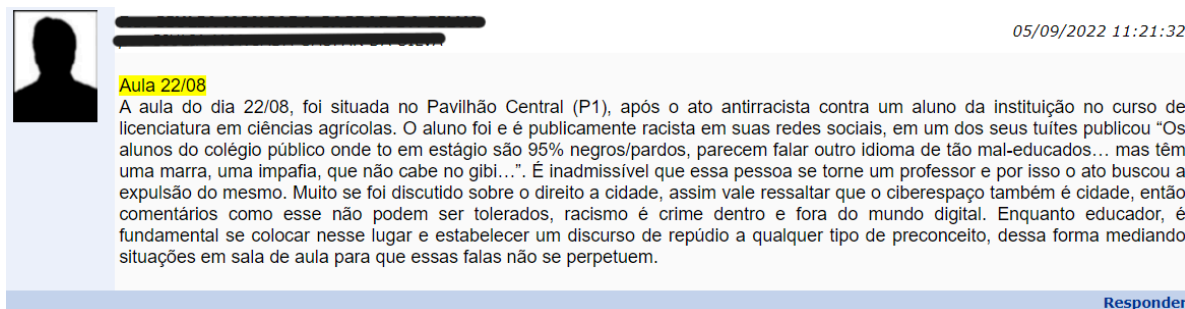 05/09/2022 11:21:32
Aula 22/08
A aula do dia 22/08, foi situada no Pavilhão Central (P1), após o ato antirracista contra um aluno da instituição no curso de
licenciatura em ciências agrícolas. O aluno foi e é publicamente racista em suas redes sociais, em um dos seus tuítes publicou “Os
alunos do colégio público onde to em estágio são 95% negros/pardos, parecem falar outro idioma de tão mal-educados… mas têm
uma marra, uma impafia, que não cabe no gibi…”. É inadmissível que essa pessoa se torne um professor e por isso o ato buscou a
expulsão do mesmo. Muito se foi discutido sobre o direito a cidade, assim vale ressaltar que o ciberespaço também é cidade, então
comentários como esse não podem ser tolerados, racismo é crime dentro e fora do mundo digital. Enquanto educador, é
fundamental se colocar nesse lugar e estabelecer um discurso de repúdio a qualquer tipo de preconceito, dessa forma mediando
situações em sala de aula para que essas falas não se perpetuem.
Responder